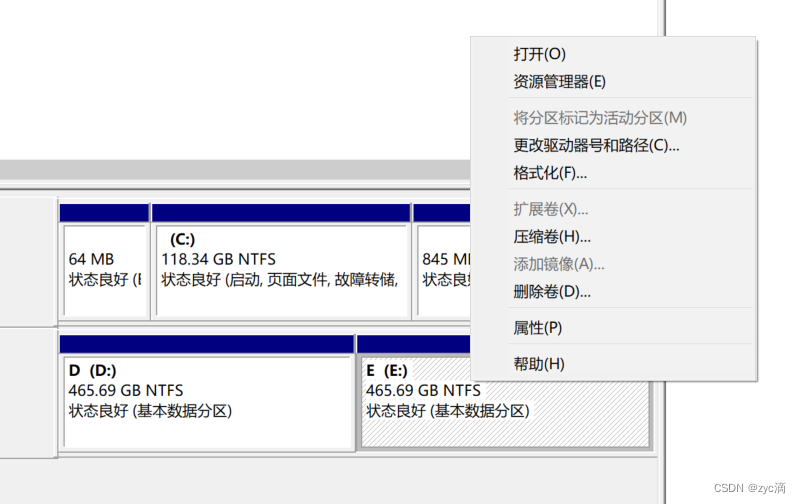 打开(O)
资源管理器(E)
将分区标记为活动分区(M)
更改驱动器号和路径(C)...
格式化(F)...
扩展卷(X)...
压缩卷(H)...
添加镜像(A)...
删除卷(D)...
属性(P)
帮助(H)
64 MB
状态良好 (
(C:)
118.34 GB NTFS
状态良好 (启动, 页面文件, 故障转储,
845 M
状态良
D (D:)
465.69 GB NTFS
状态良好 (基本数据分区)
E (E:)
465.69 GB NTFS
状态良好 (基本数据分区)
CSDN @zyc滴